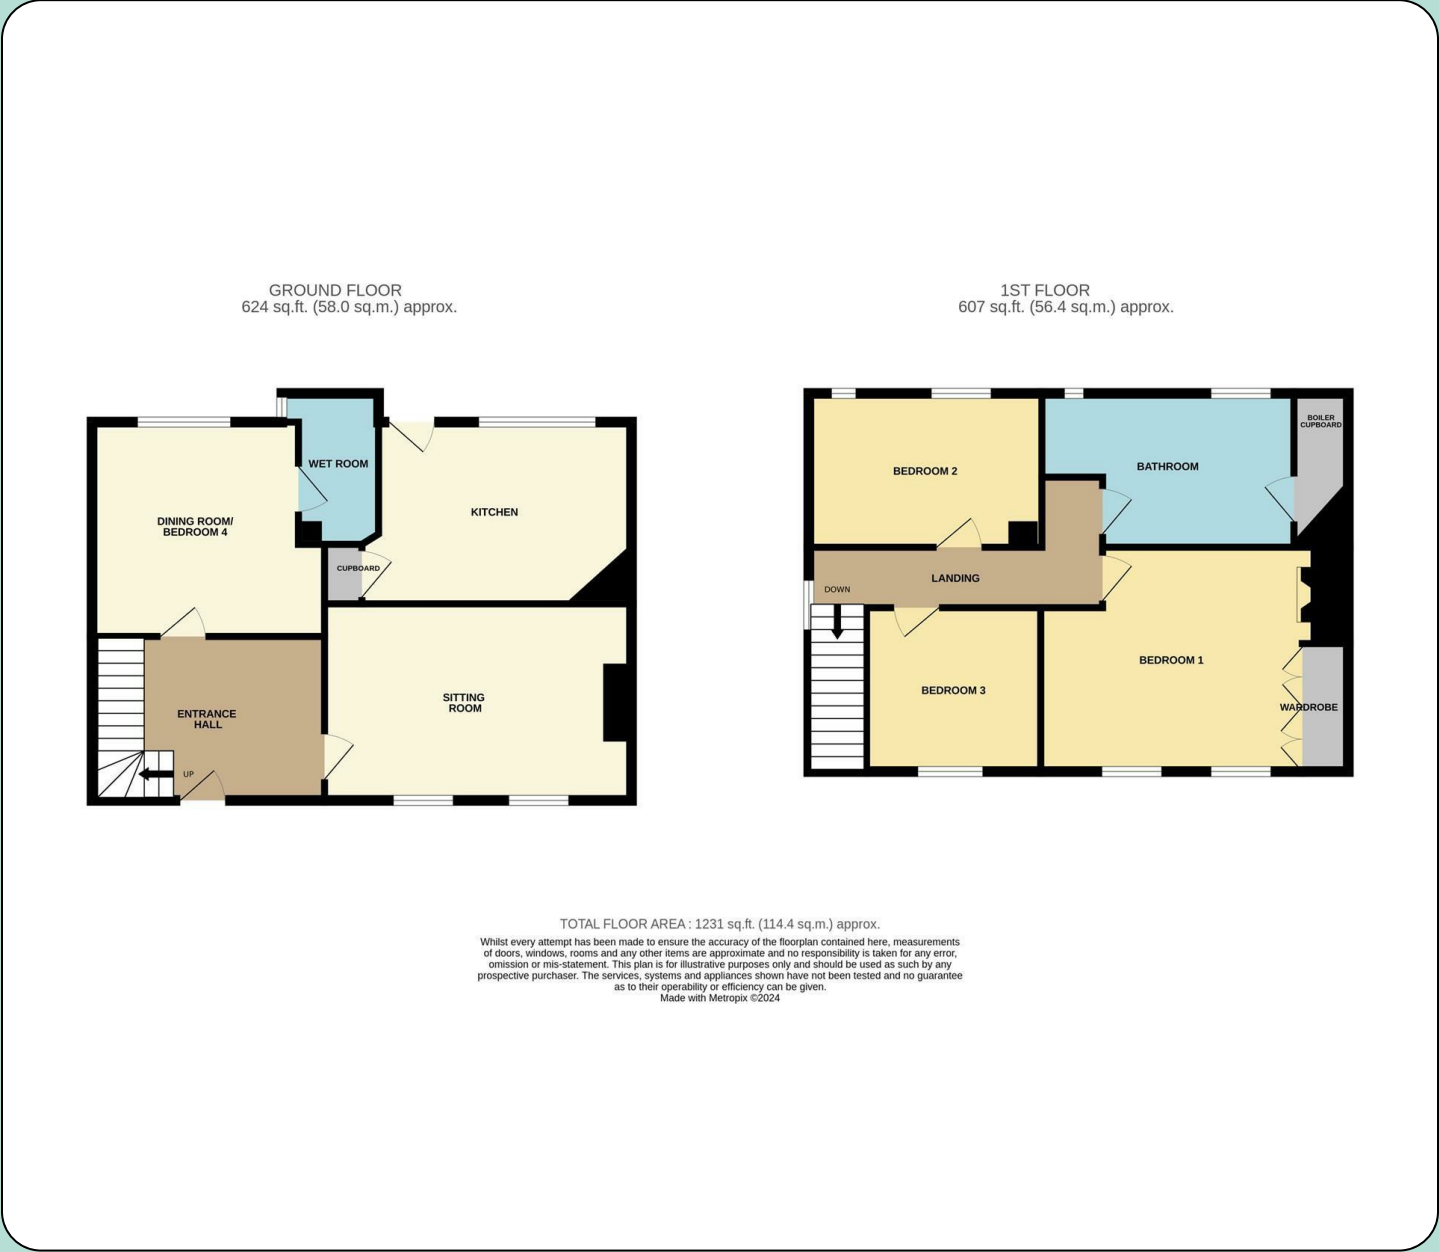 GROUND FLOOR
624 sq.ft. (58.0 sq.m.) approx.
1ST FLOOR
607 sq.ft. (56.4 sq.m.) approx.
WET ROOM
DINING ROOM/
BEDROOM 4
KITCHEN
CUPBOARD
SITTING
ROOM
ENTRANCE
HALL
UP
BOILER
CUPBOARD
BEDROOM 2
BATHROOM
LANDING
DOWN
BEDROOM 1
BEDROOM 3
WARDROBE
TOTAL FLOOR AREA : 1231 sq.ft. (114.4 sq.m.) approx.
Whilst every attempt has been made to ensure the accuracy of the floorplan contained here, measurements
of doors, windows, rooms and any other items are approximate and no responsibility is taken for any error,
omission or mis-statement. This plan is for illustrative purposes only and should be used as such by any
prospective purchaser. The services, systems and appliances shown have not been tested and no guarantee
as to their operability or efficiency can be given.
Made with Metropix ©2024